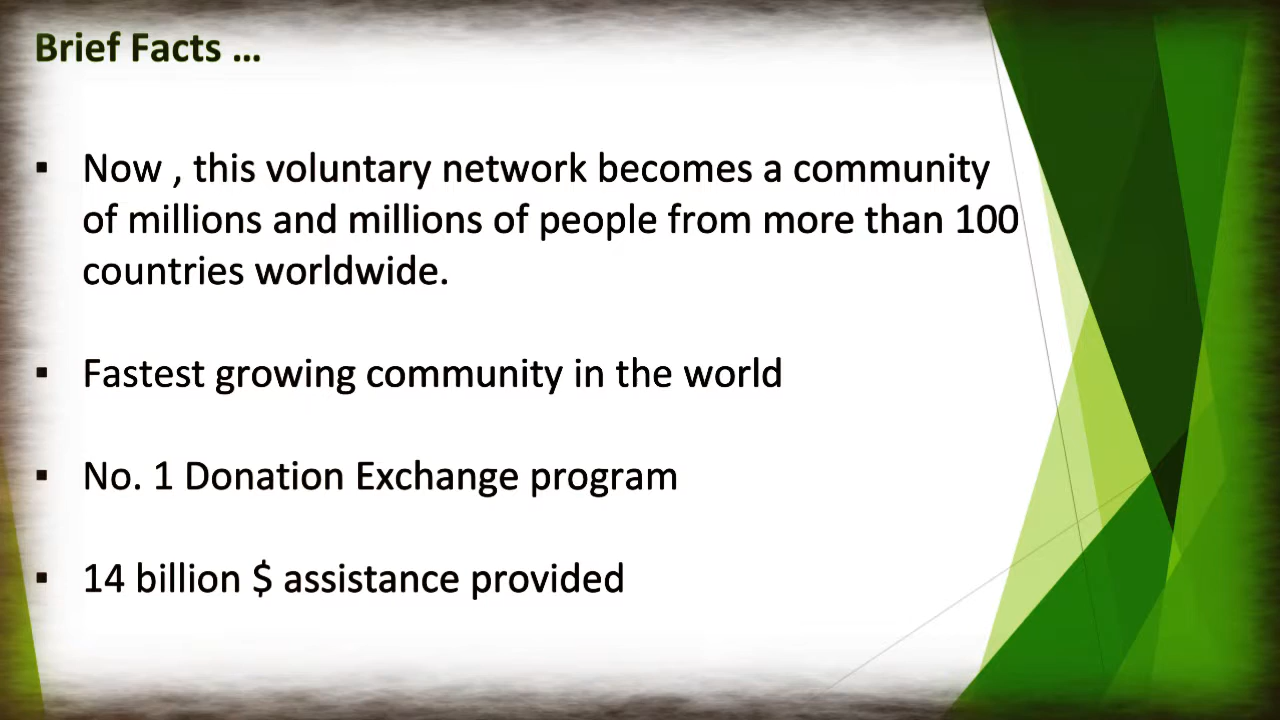 Brief Facts ...
▪ Now , this voluntary network becomes a community
of millions and millions of people from more than 100
countries worldwide.
▪ Fastest growing community in the world
▪ No. 1 Donation Exchange program
▪ 14 billion $ assistance provided